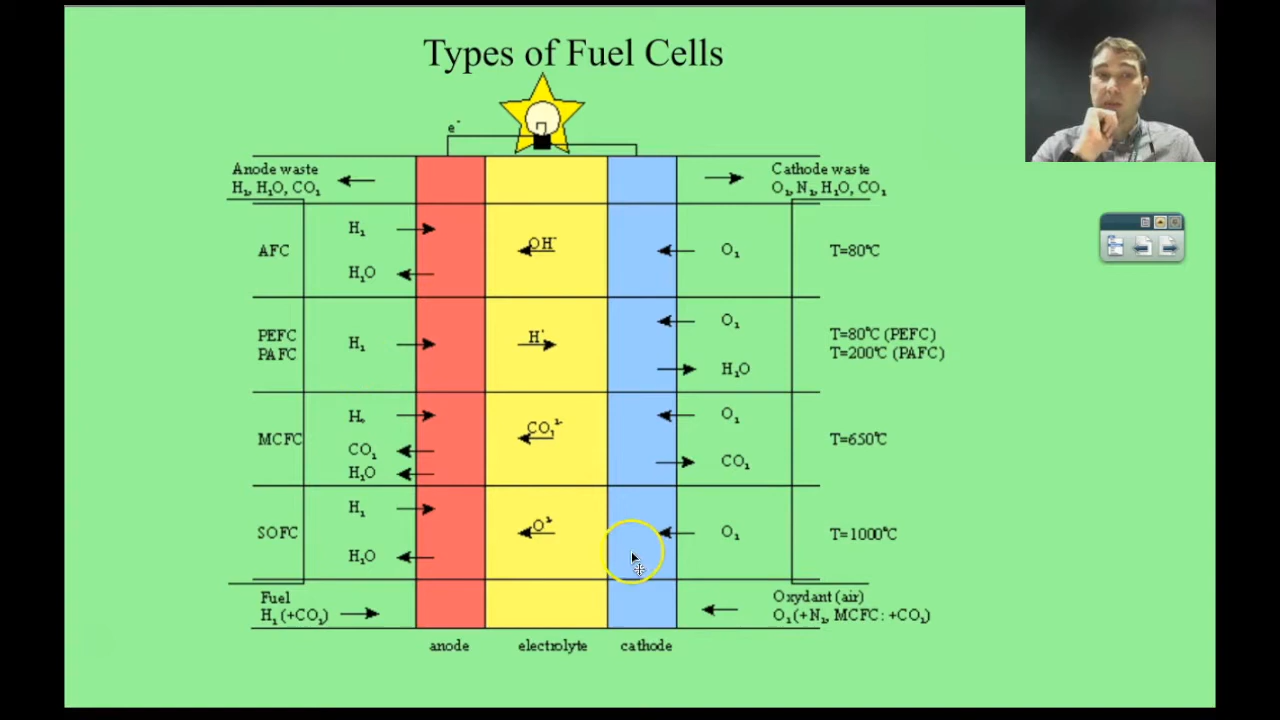 Types of Fuel Cells
e⁻
Anode waste
H₂, H₂O, CO₂
Cathode waste
O₂, N₂, H₂O, CO₂
AFC
H₂
H₂O
OH⁻
O₂
T=80°C
PEFC
PAFC
H₂
H⁺
O₂
H₂O
T=80°C (PEFC)
T=200°C (PAFC)
MCFC
H₂
CO₂
H₂O
CO₃²⁻
O₂
CO₂
T=650°C
SOFC
H₂
H₂O
O²⁻
O₂
T=1000°C
Fuel
H₂ (+CO₂)
Oxydant (air)
O₂ (+N₂, MCFC: +CO₂)
anode
electrolyte
cathode